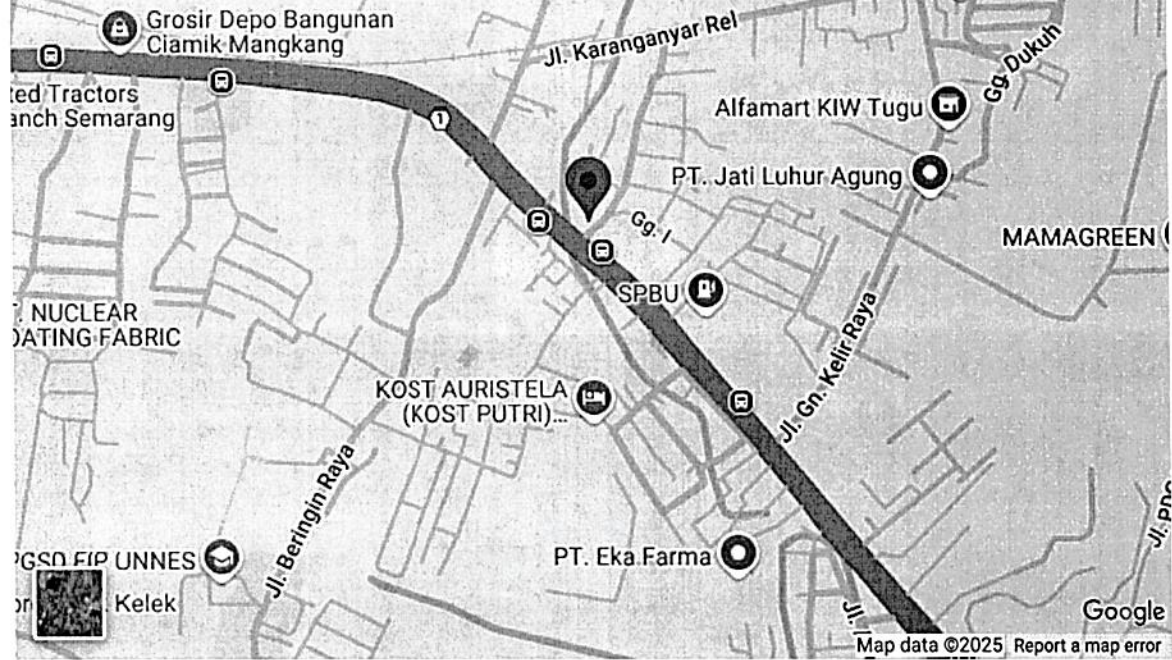 Grosir Depo Bangunan
Ciamik Mangkang
Jl. Karanganyar Rel
Gg. Dukuh
ted Tractors
anch Semarang
1
Alfamart KIW Tugu
PT. Jati Luhur Agung
Gg. I
MAMAGREEN
SPBU
T. NUCLEAR
OATING FABRIC
Jl. Gn. Kelir Raya
KOST AURISTELA
(KOST PUTRI)...
Jl. Beringin Raya
PGSD FIP UNNES
PT. Eka Farma
Kelek
Google
Map data ©2025 Report a map error